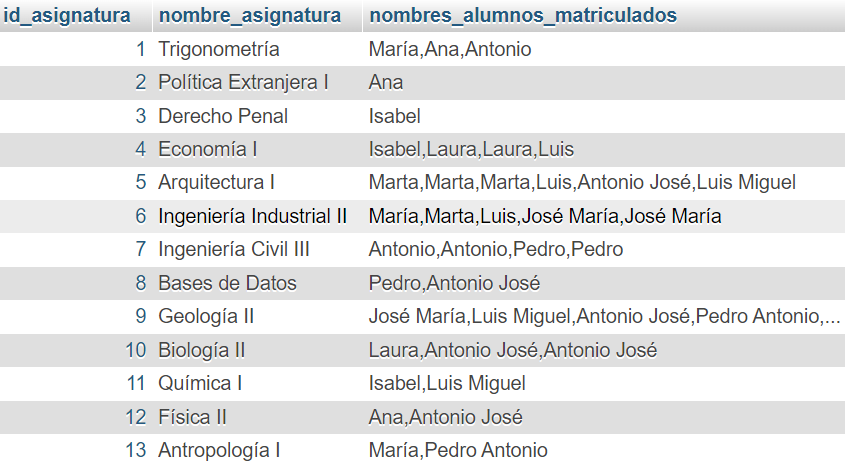 id_asignatura nombre_asignatura nombres_alumnos_matriculados
1 Trigonometría María,Ana,Antonio
2 Política Extranjera I Ana
3 Derecho Penal Isabel
4 Economía I Isabel,Laura,Laura,Luis
5 Arquitectura I Marta,Marta,Marta,Luis,Antonio José,Luis Miguel
6 Ingeniería Industrial II María,Marta,Luis,José María,José María
7 Ingeniería Civil III Antonio,Antonio,Pedro,Pedro
8 Bases de Datos Pedro,Antonio José
9 Geología II José María,Luis Miguel,Antonio José,Pedro Antonio,...
10 Biología II Laura,Antonio José,Antonio José
11 Química I Isabel,Luis Miguel
12 Física II Ana,Antonio José
13 Antropología I María,Pedro Antonio